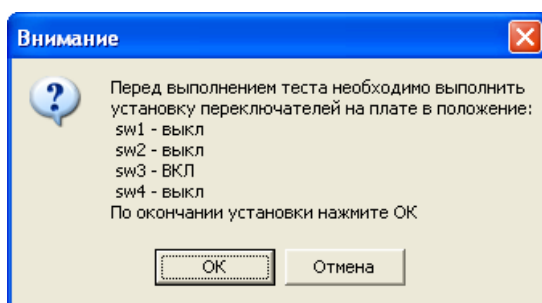 Внимание
Перед выполнением теста необходимо выполнить
установку переключателей на плате в положение:
sw1 - выкл
sw2 - выкл
sw3 - ВКЛ
sw4 - выкл
По окончании установки нажмите ОК
ОК
Отмена